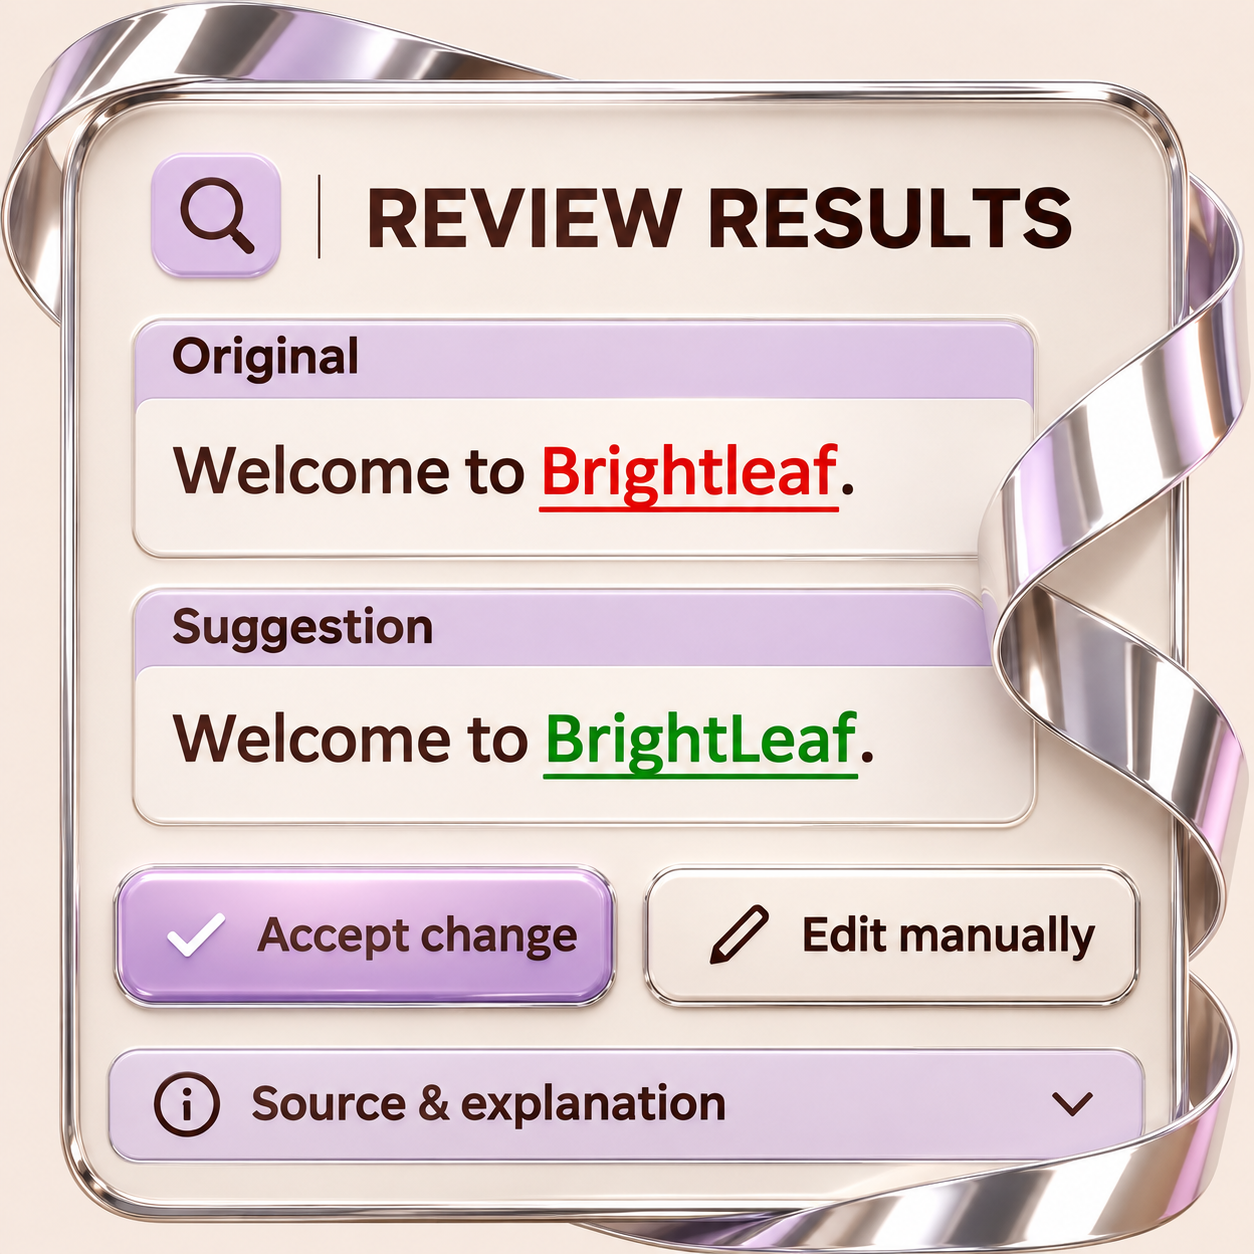 REVIEW RESULTS
Original
Welcome to Brightleaf.
Suggestion
Welcome to BrightLeaf.
Accept change
Edit manually
Source & explanation